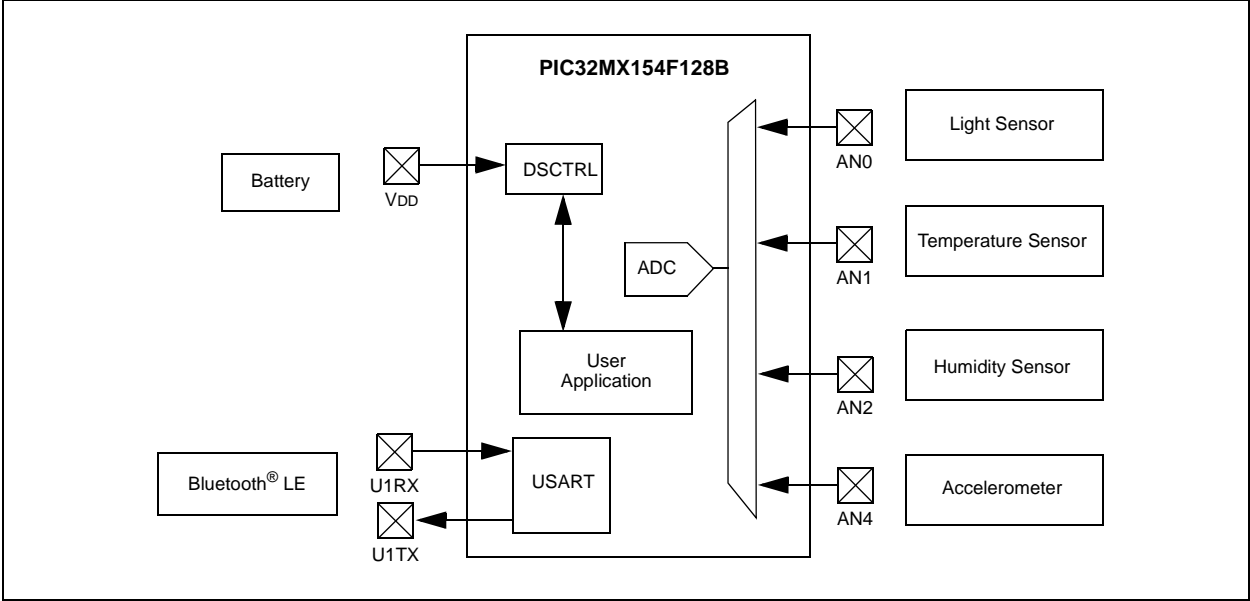 PIC32MX154F128B
Light Sensor
AN0
Battery
VDD
DSCTRL
Temperature Sensor
AN1
ADC
User
Application
Humidity Sensor
AN2
Bluetooth® LE
U1RX
USART
U1TX
Accelerometer
AN4